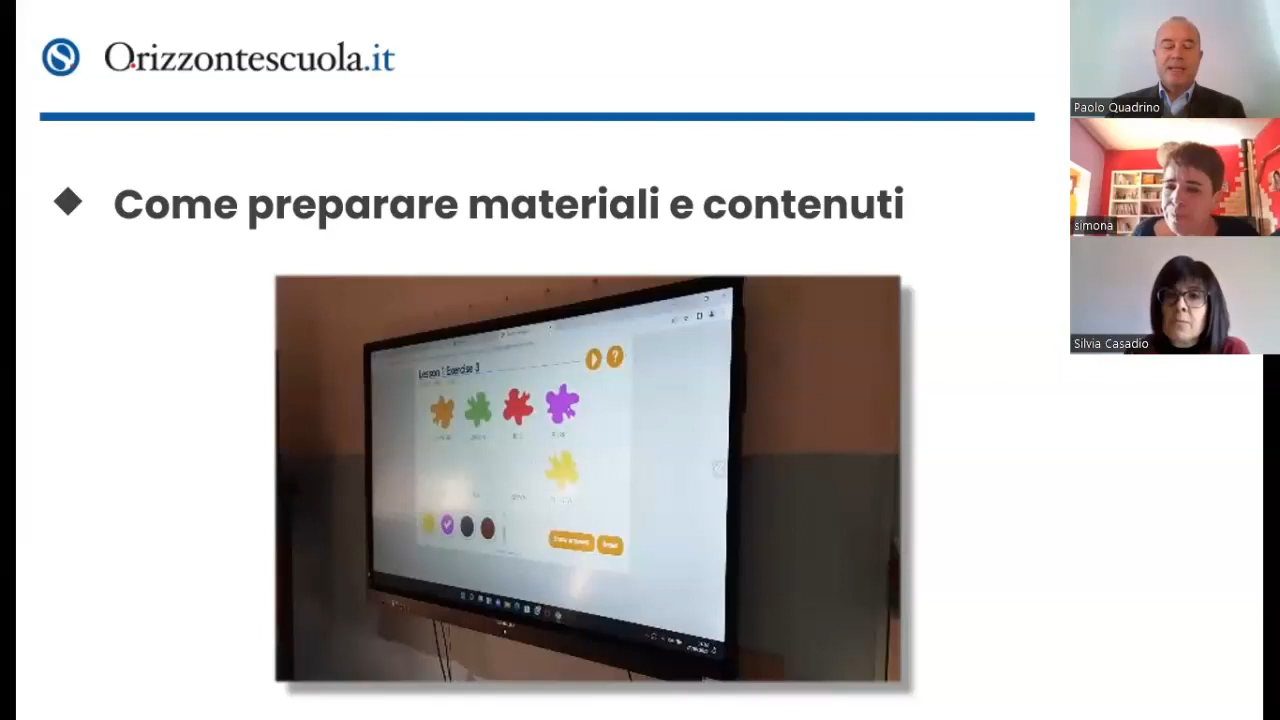 Orizzontescuola.it
Come preparare materiali e contenuti
Lesson 1 Exercise 3
?
Paolo Quadrino
simona
Silvia Casadio